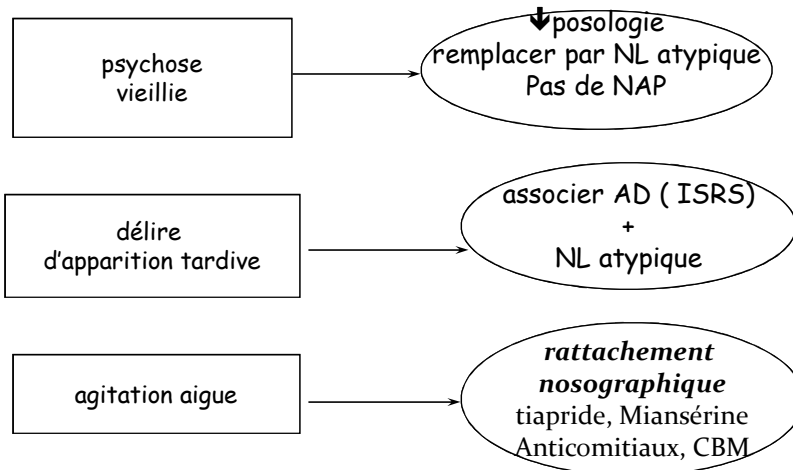 psychose
vieillie
🡇posologie
remplacer par NL atypique
Pas de NAP
délire
d'apparition tardive
associer AD ( ISRS)
+
NL atypique
agitation aigue
rattachement
nosographique
tiapride, Miansérine
Anticomitiaux, CBM